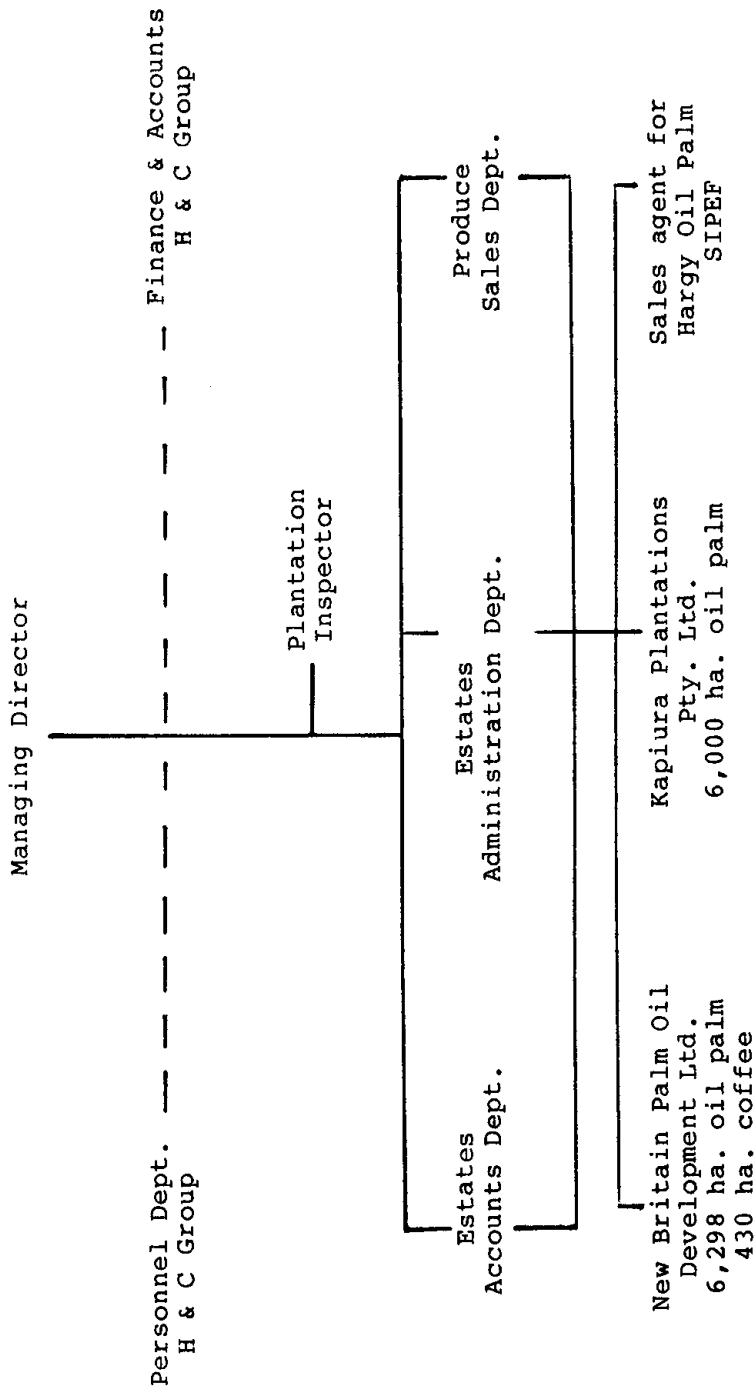 Managing Director
Personnel Dept.
H & C Group
Finance & Accounts
H & C Group
Plantation
Inspector
Estates
Accounts Dept.
Estates
Administration Dept.
Produce
Sales Dept.
New Britain Palm Oil
Development Ltd.
6,298 ha. oil palm
430 ha. coffee
Kapiura Plantations
Pty. Ltd.
6,000 ha. oil palm
Sales agent for
Hargy Oil Palm
SIPEF